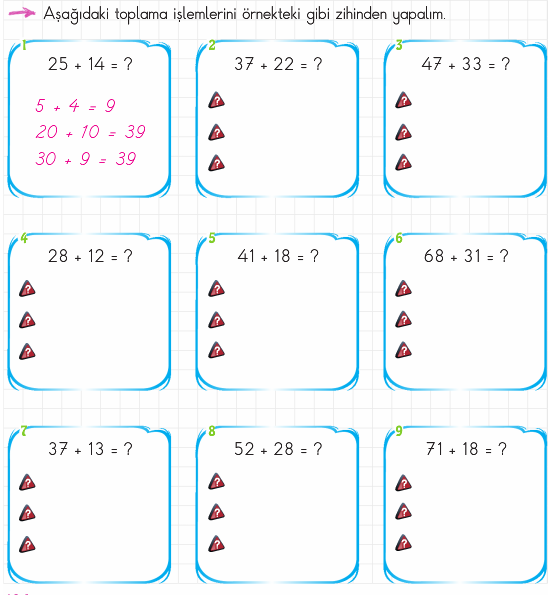 Aşağıdaki toplama işlemlerini örnekteki gibi zihinden yapalım.
1
25 + 14 = ?
5 + 4 = 9
20 + 10 = 39
30 + 9 = 39
2
37 + 22 = ?
?
?
?
3
47 + 33 = ?
?
?
?
4
28 + 12 = ?
?
?
?
5
41 + 18 = ?
?
?
?
6
68 + 31 = ?
?
?
?
7
37 + 13 = ?
?
?
?
8
52 + 28 = ?
?
?
?
9
71 + 18 = ?
?
?
?